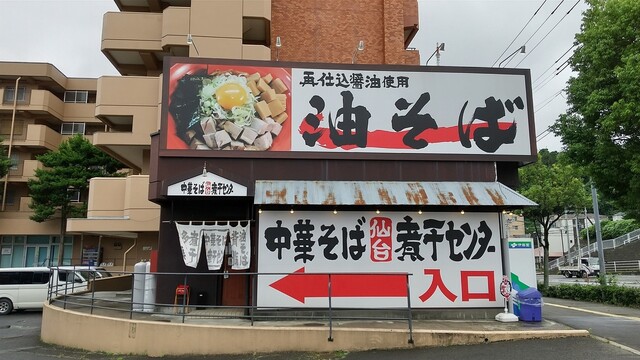 再仕込醤油使用
油そば
中華そば 仙台 煮干センター
中華そば 仙台 煮干センター
入口